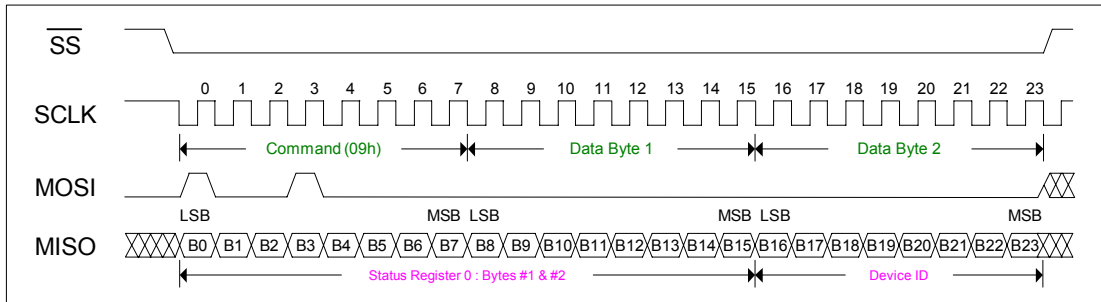 SS
0 1 2 3 4 5 6 7 8 9 10 11 12 13 14 15 16 17 18 19 20 21 22 23
SCLK
Command (09h) Data Byte 1 Data Byte 2
MOSI
LSB MSB LSB MSB LSB MSB
MISO B0 B1 B2 B3 B4 B5 B6 B7 B8 B9 B10 B11 B12 B13 B14 B15 B16 B17 B18 B19 B20 B21 B22 B23
Status Register 0 : Bytes #1 & #2 Device ID